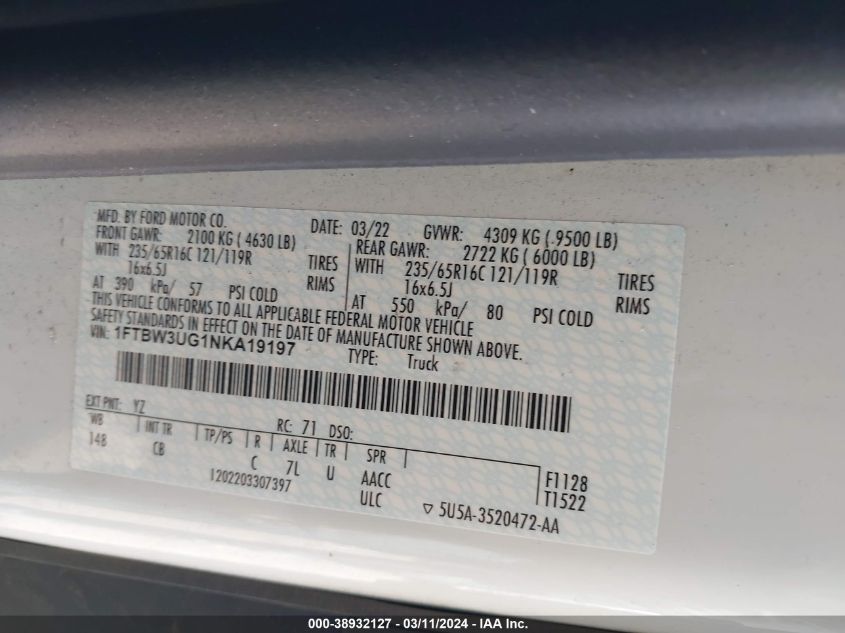 MFD. BY FORD MOTOR CO.
DATE: 03/22 GVWR: 4309 KG ( 9500 LB)
FRONT GAWR: 2100 KG ( 4630 LB)
REAR GAWR: 2722 KG ( 6000 LB)
WITH 235/65R16C 121/119R TIRES
WITH 235/65R16C 121/119R TIRES
16x6.5J RIMS
16x6.5J RIMS
AT 390 kPa/ 57 PSI COLD
AT 550 kPa/ 80 PSI COLD
THIS VEHICLE CONFORMS TO ALL APPLICABLE FEDERAL MOTOR VEHICLE
SAFETY STANDARDS IN EFFECT ON THE DATE OF MANUFACTURE SHOWN ABOVE.
VIN: 1FTBW3UG1NKA19197
TYPE: Truck
EXT PNT: YZ RC: 71 DSO:
WB INT TR TP/PS R AXLE TR SPR
148 CB C 7L U AACC
F1128
1202203307397 ULC
T1522
5U5A-3520472-AA
000-38932127 - 03/11/2024 - IAAI Inc.